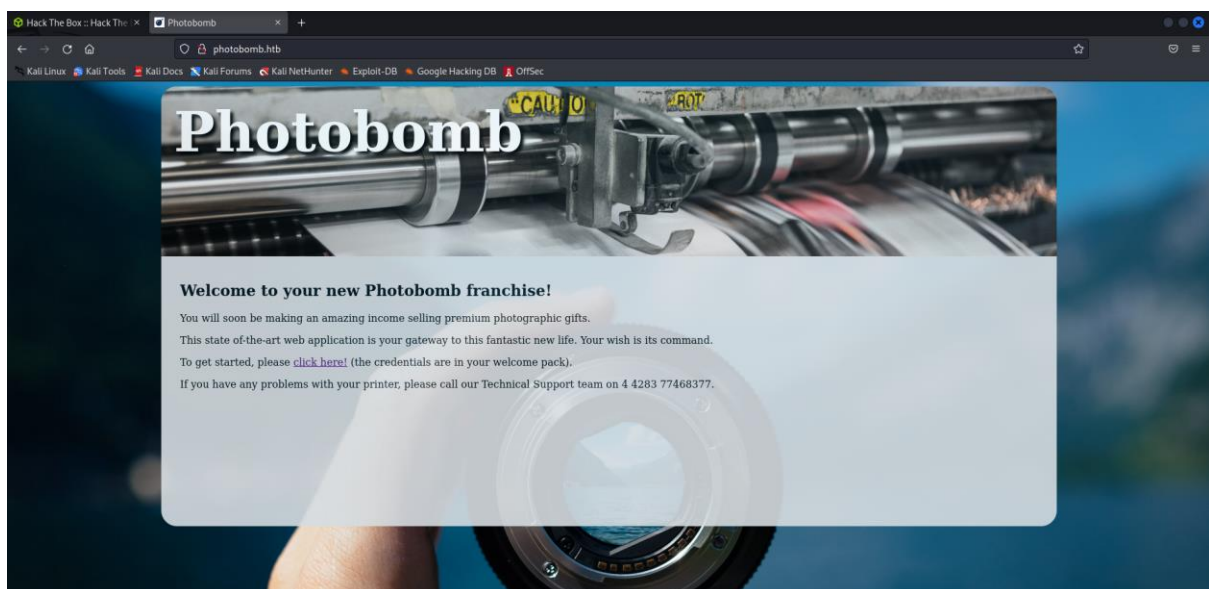 Hack The Box :: Hack The
Photobomb
photobomb.htb
Kali Linux Kali Tools Kali Docs Kali Forums Kali NetHunter Exploit-DB Google Hacking DB OffSec
"CAUTIO
ROT
Photobomb
Welcome to your new Photobomb franchise!
You will soon be making an amazing income selling premium photographic gifts.
This state of-the-art web application is your gateway to this fantastic new life. Your wish is its command.
To get started, please click here! (the credentials are in your welcome pack).
If you have any problems with your printer, please call our Technical Support team on 4 4283 77468377.